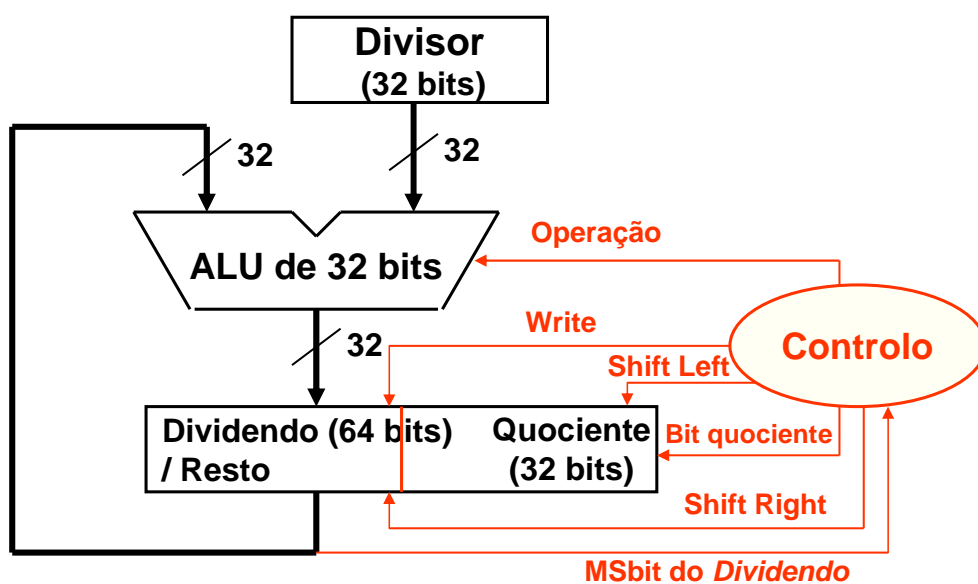 Divisor
(32 bits)
32
32
Operação
ALU de 32 bits
Write
32
Controlo
Shift Left
Dividendo (64 bits)
/ Resto
Quociente
(32 bits)
Bit quociente
Shift Right
MSbit do Dividendo